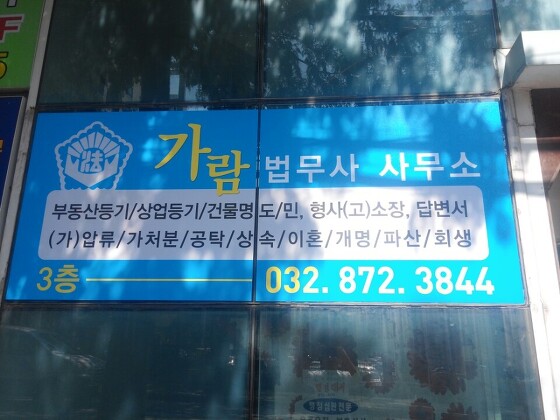 法
가람 법무사 사무소
부동산등기/상업등기/건물명도/민, 형사(고)소장, 답변서
(가)압류/가처분/공탁/상속/이혼/개명/파산/회생
3층 032. 872. 3844
F
5